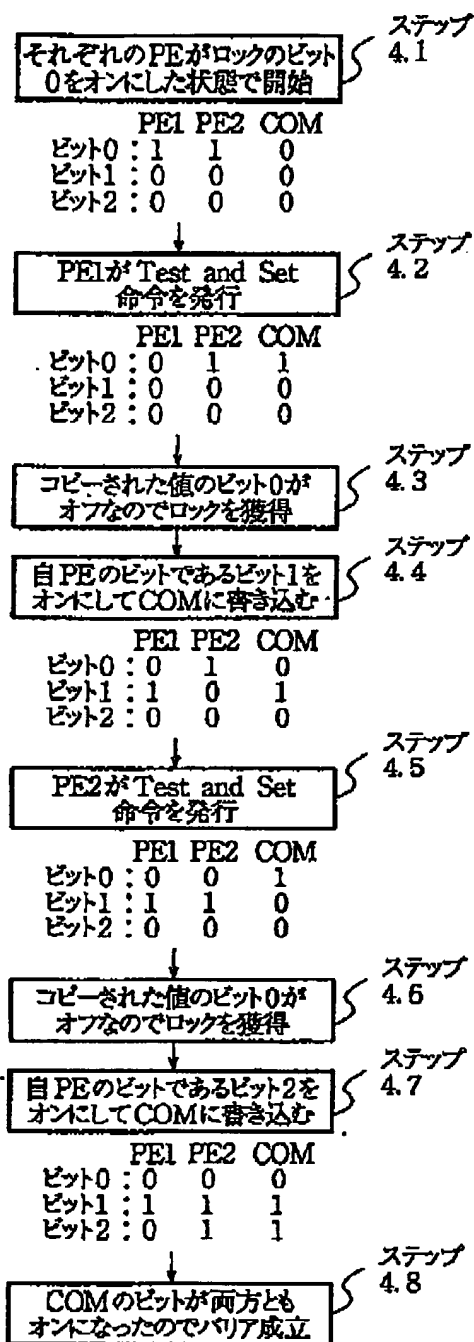 ステップ
4.1
それぞれのPEがロックのビット
0をオンにした状態で開始
PE1 PE2 COM
ビット0:1 1 0
ビット1:0 0 0
ビット2:0 0 0
ステップ
4.2
PE1がTest and Set
命令を発行
PE1 PE2 COM
ビット0:0 1 1
ビット1:0 0 0
ビット2:0 0 0
ステップ
4.3
コピーされた値のビット0が
オフなのでロックを獲得
ステップ
4.4
自PEのビットであるビット1を
オンにしてCOMに書き込む
PE1 PE2 COM
ビット0:0 1 0
ビット1:1 0 1
ビット2:0 0 0
ステップ
4.5
PE2がTest and Set
命令を発行
PE1 PE2 COM
ビット0:0 0 1
ビット1:1 1 0
ビット2:0 0 0
ステップ
4.6
コピーされた値のビット0が
オフなのでロックを獲得
ステップ
4.7
自PEのビットであるビット2を
オンにしてCOMに書き込む
PE1 PE2 COM
ビット0:0 0 0
ビット1:1 1 1
ビット2:0 1 1
ステップ
4.8
COMのビットが両方とも
オンになったのでバリア成立